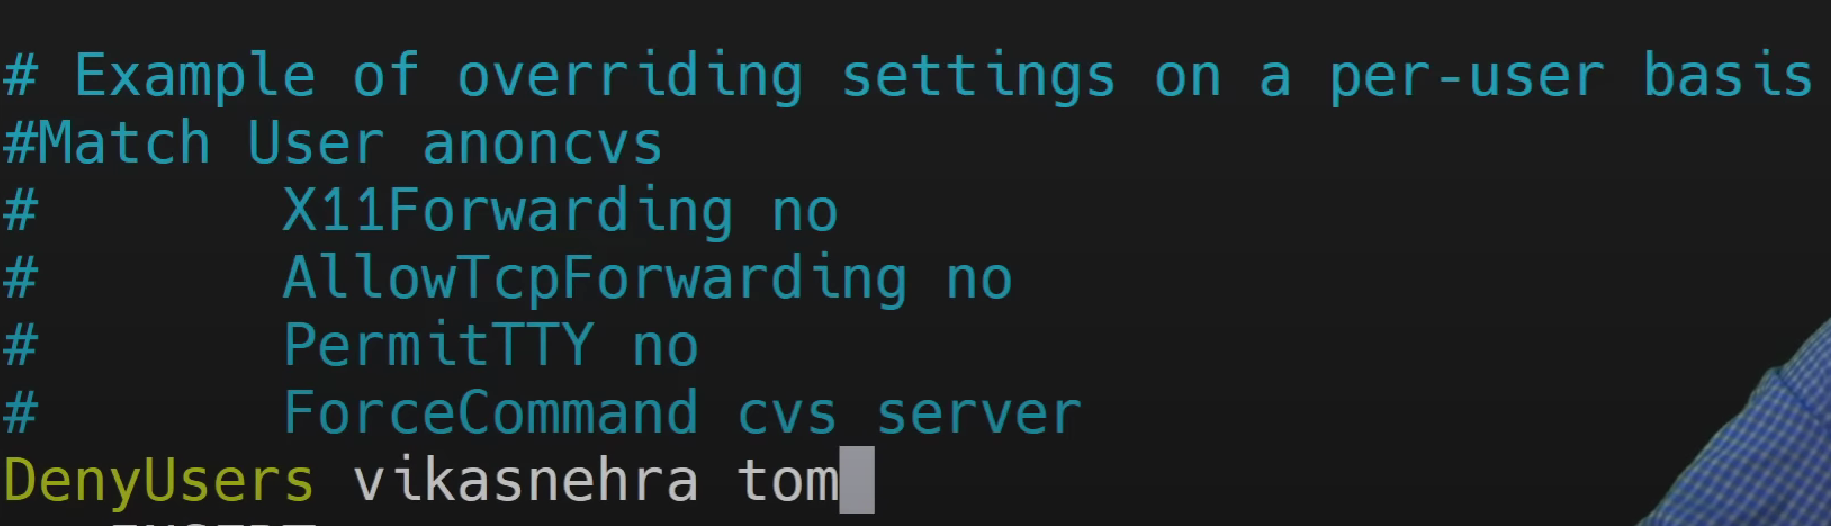 # Example of overriding settings on a per-user basis
#Match User anoncvs
#       X11Forwarding no
#       AllowTcpForwarding no
#       PermitTTY no
#       ForceCommand cvs server
DenyUsers vikasnehra tom